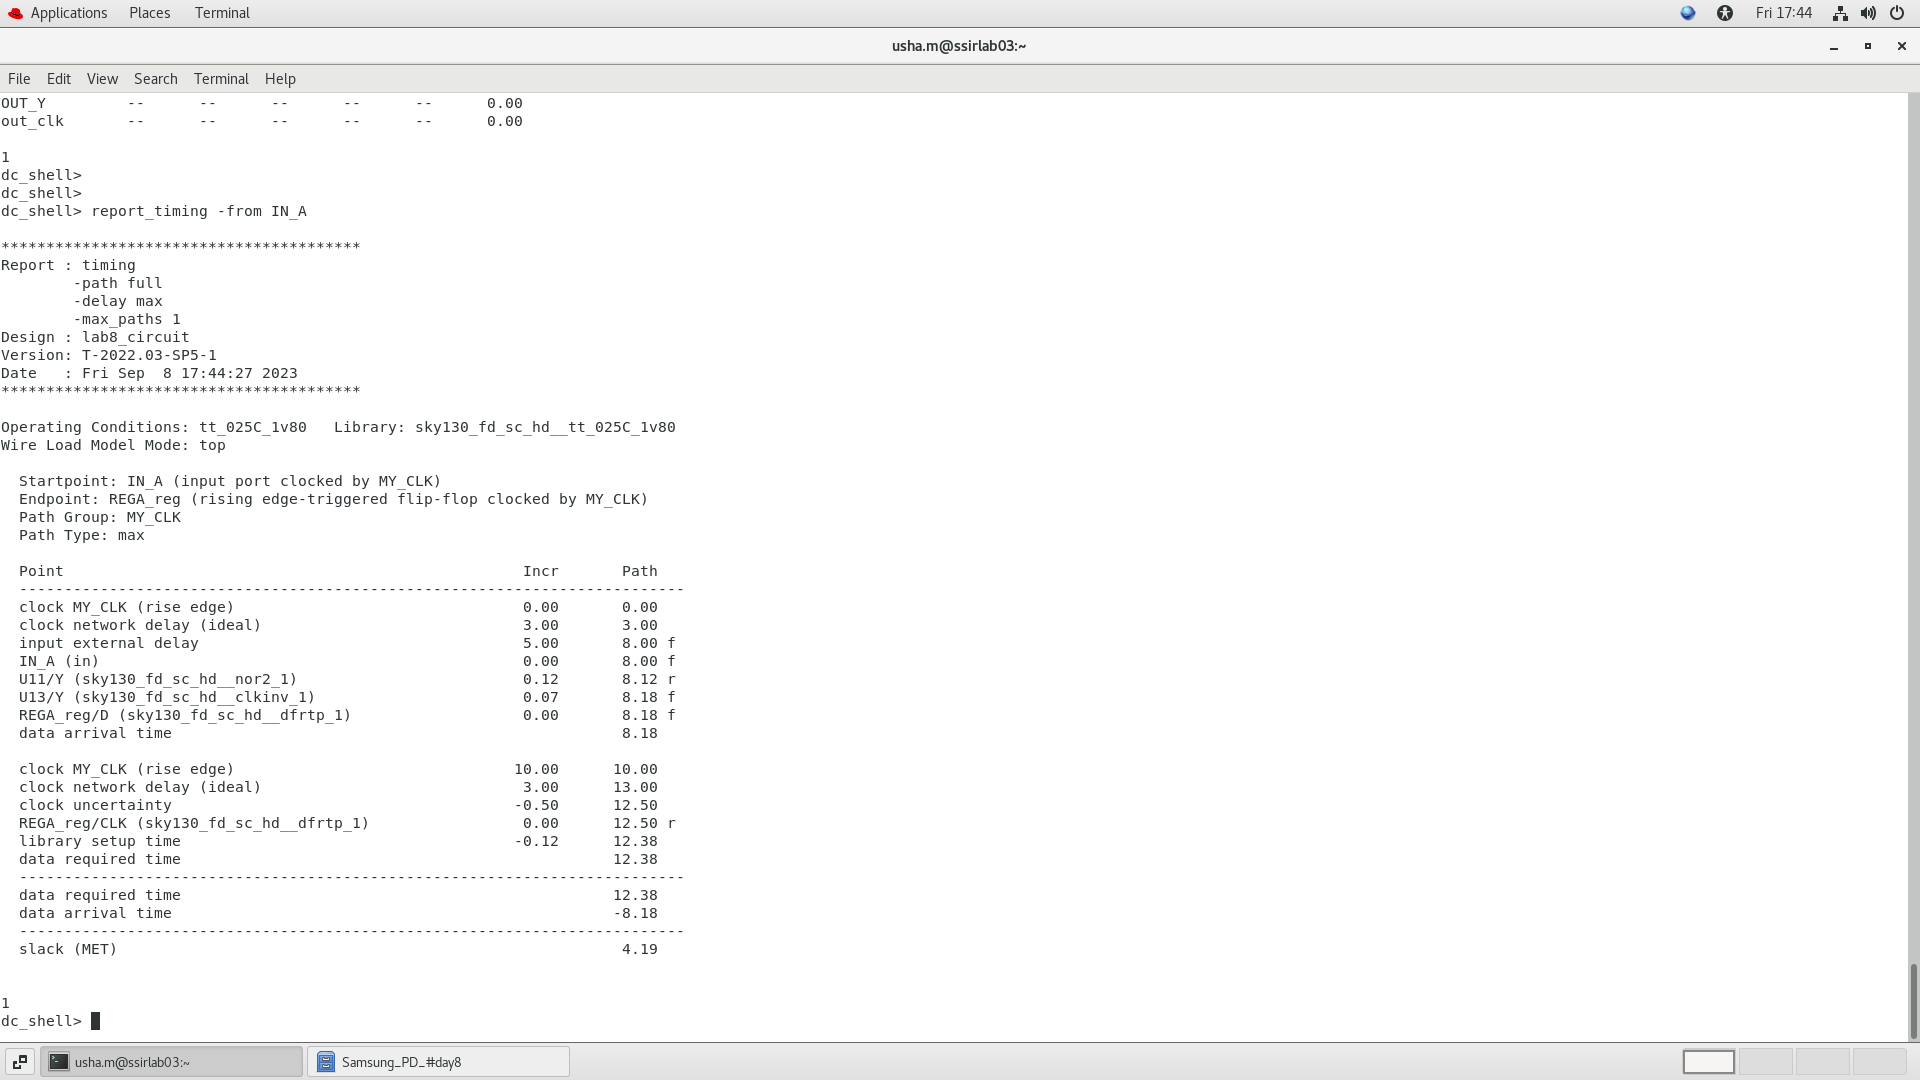 Applications Places Terminal Fri 17:44
usha.m@ssirlab03:~
File Edit View Search Terminal Help
OUT_Y         --      --      --      --      --      0.00
out_clk       --      --      --      --      --      0.00
1
dc_shell>
dc_shell>
dc_shell> report_timing -from IN_A
****************************************
Report : timing
        -path full
        -delay max
        -max_paths 1
Design : lab8_circuit
Version: T-2022.03-SP5-1
Date   : Fri Sep  8 17:44:27 2023
****************************************
Operating Conditions: tt_025C_1v80   Library: sky130_fd_sc_hd__tt_025C_1v80
Wire Load Model Mode: top
  Startpoint: IN_A (input port clocked by MY_CLK)
  Endpoint: REGA_reg (rising edge-triggered flip-flop clocked by MY_CLK)
  Path Group: MY_CLK
  Path Type: max
  Point                                                   Incr       Path
  --------------------------------------------------------------------------
  clock MY_CLK (rise edge)                                0.00       0.00
  clock network delay (ideal)                             3.00       3.00
  input external delay                                    5.00       8.00 f
  IN_A (in)                                               0.00       8.00 f
  U11/Y (sky130_fd_sc_hd__nor2_1)                         0.12       8.12 r
  U13/Y (sky130_fd_sc_hd__clkinv_1)                       0.07       8.18 f
  REGA_reg/D (sky130_fd_sc_hd__dfrtp_1)                   0.00       8.18 f
  data arrival time                                                  8.18
  clock MY_CLK (rise edge)                               10.00      10.00
  clock network delay (ideal)                             3.00      13.00
  clock uncertainty                                      -0.50      12.50
  REGA_reg/CLK (sky130_fd_sc_hd__dfrtp_1)                 0.00      12.50 r
  library setup time                                     -0.12      12.38
  data required time                                                12.38
  --------------------------------------------------------------------------
  data required time                                                12.38
  data arrival time                                                 -8.18
  --------------------------------------------------------------------------
  slack (MET)                                                        4.19
1
dc_shell>
usha.m@ssirlab03:~ Samsung_PD_#day8